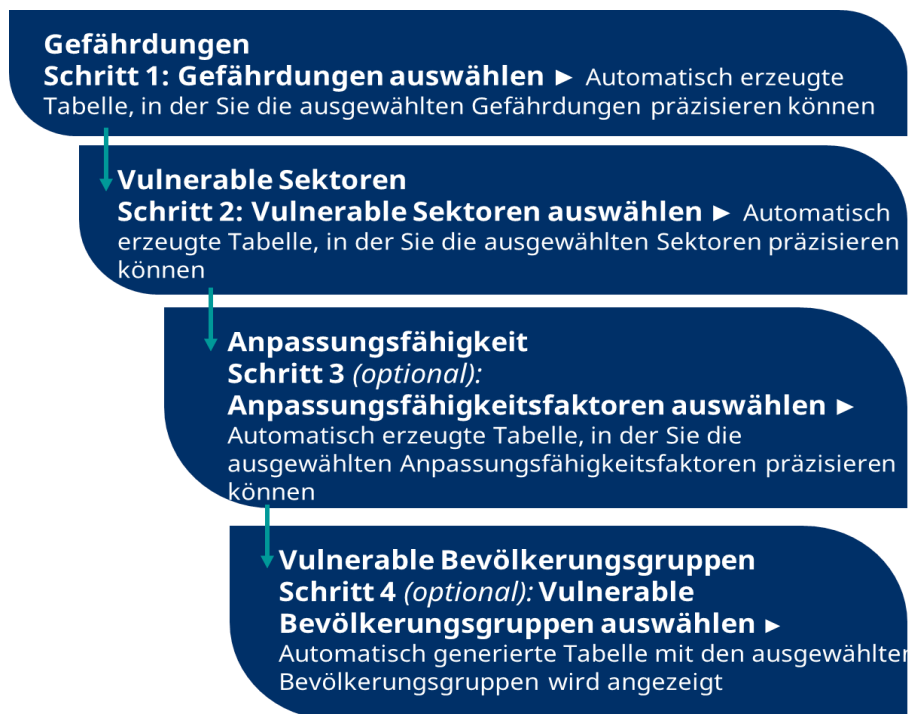 Gefährdungen
Schritt 1: Gefährdungen auswählen ► Automatisch erzeugte
Tabelle, in der Sie die ausgewählten Gefährdungen präzisieren können
Vulnerable Sektoren
Schritt 2: Vulnerable Sektoren auswählen ► Automatisch
erzeugte Tabelle, in der Sie die ausgewählten Sektoren präzisieren
können
Anpassungsfähigkeit
Schritt 3 (optional):
Anpassungsfähigkeitsfaktoren auswählen ►
Automatisch erzeugte Tabelle, in der Sie die
ausgewählten Anpassungsfähigkeitsfaktoren präzisieren
können
Vulnerable Bevölkerungsgruppen
Schritt 4 (optional): Vulnerable
Bevölkerungsgruppen auswählen ►
Automatisch generierte Tabelle mit den ausgewählten
Bevölkerungsgruppen wird angezeigt